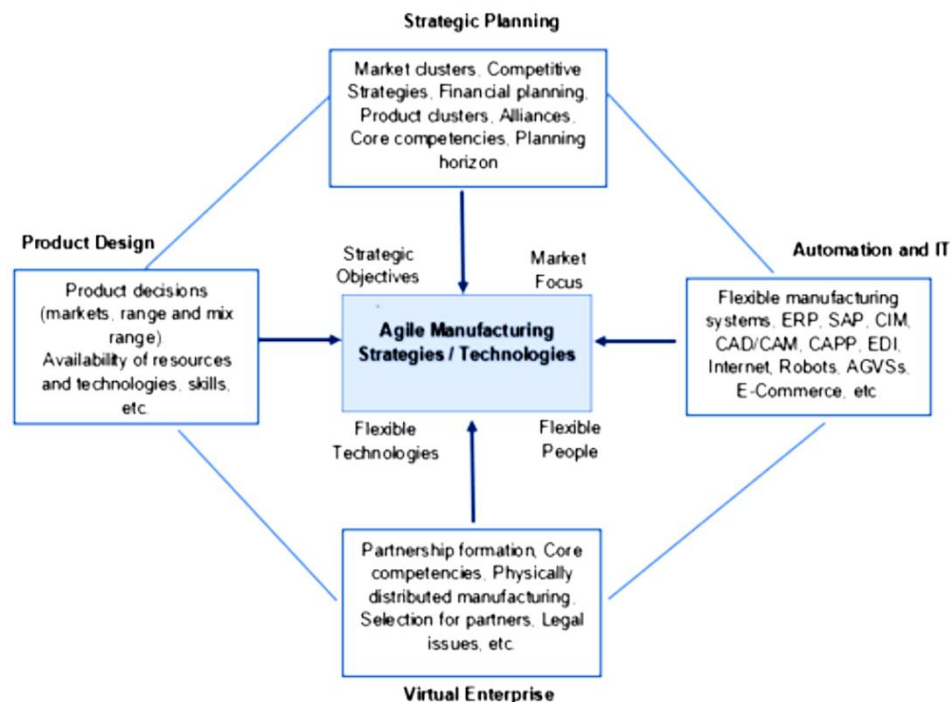 Strategic Planning
Market clusters, Competitive
Strategies, Financial planning,
Product clusters, Alliances,
Core competencies, Planning
horizon
Product Design
Product decisions
(markets, range and mix
range).
Availability of resources
and technologies, skills,
etc.
Strategic
Objectives
Market
Focus
Agile Manufacturing
Strategies / Technologies
Flexible
Technologies
Flexible
People
Automation and IT
Flexible manufacturing
systems, ERP, SAP, CIM,
CAD/CAM, CAPP, EDI,
Internet, Robots, AGVSs,
E-Commerce, etc
Partnership formation, Core
competencies, Physically
distributed manufacturing,
Selection for partners, Legal
issues, etc.
Virtual Enterprise